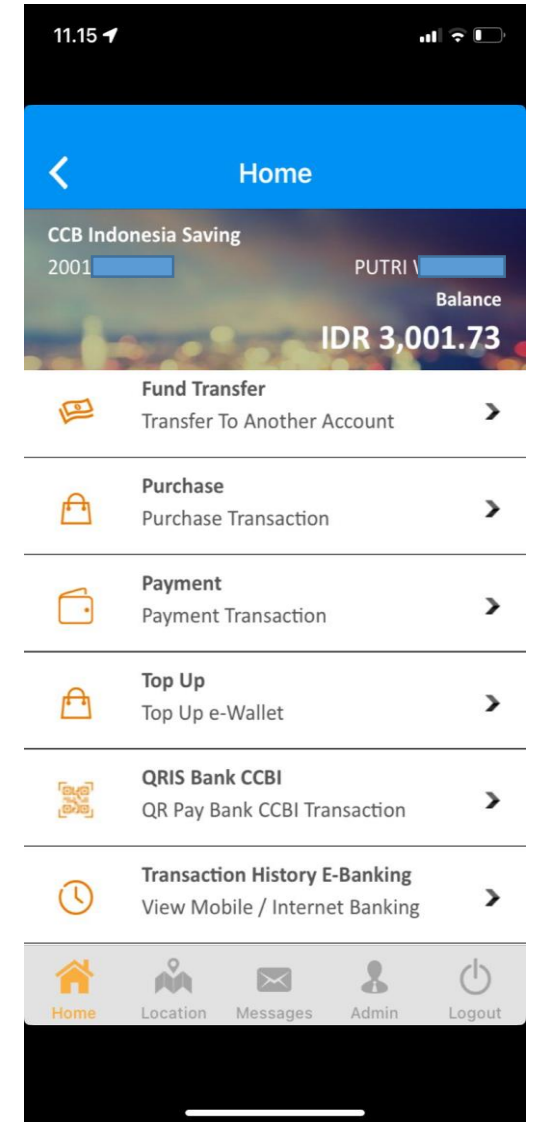 11.15
Home
CCB Indonesia Saving
2001
PUTRI
Balance
IDR 3,001.73
Fund Transfer
Transfer To Another Account
Purchase
Purchase Transaction
Payment
Payment Transaction
Top Up
Top Up e-Wallet
QRIS Bank CCBI
QR Pay Bank CCBI Transaction
Transaction History E-Banking
View Mobile / Internet Banking
Home Location Messages Admin Logout